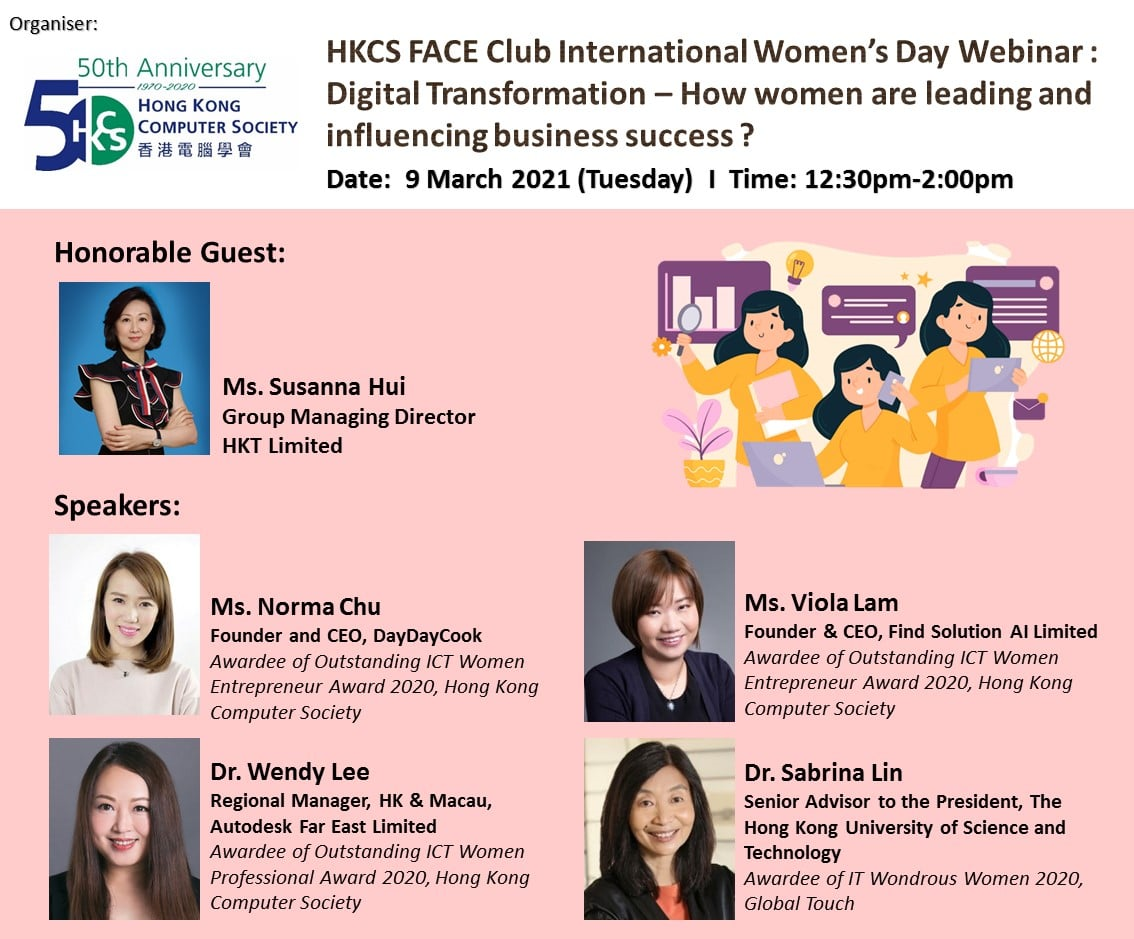 Organiser:
50th Anniversary
1970-2020
HKCS
HONG KONG
COMPUTER SOCIETY
香港電腦學會
HKCS FACE Club International Women's Day Webinar :
Digital Transformation – How women are leading and
influencing business success ?
Date: 9 March 2021 (Tuesday) I Time: 12:30pm-2:00pm
Honorable Guest:
Ms. Susanna Hui
Group Managing Director
HKT Limited
Speakers:
Ms. Norma Chu
Founder and CEO, DayDayCook
Awardee of Outstanding ICT Women
Entrepreneur Award 2020, Hong Kong
Computer Society
Ms. Viola Lam
Founder & CEO, Find Solution AI Limited
Awardee of Outstanding ICT Women
Entrepreneur Award 2020, Hong Kong
Computer Society
Dr. Wendy Lee
Regional Manager, HK & Macau,
Autodesk Far East Limited
Awardee of Outstanding ICT Women
Professional Award 2020, Hong Kong
Computer Society
Dr. Sabrina Lin
Senior Advisor to the President, The
Hong Kong University of Science and
Technology
Awardee of IT Wondrous Women 2020,
Global Touch